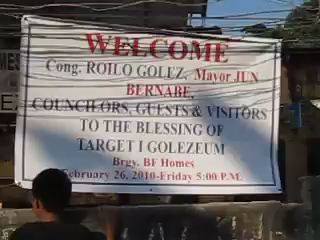 WELCOME
Cong. ROILO GOLEZ, Mayor JUN
BERNABE,
COUNCILORS, GUESTS & VISITORS
TO THE BLESSING OF
TARGET I GOLEZEUM
Brgy. BF Homes
February 26, 2010-Friday 5:00 P.M.